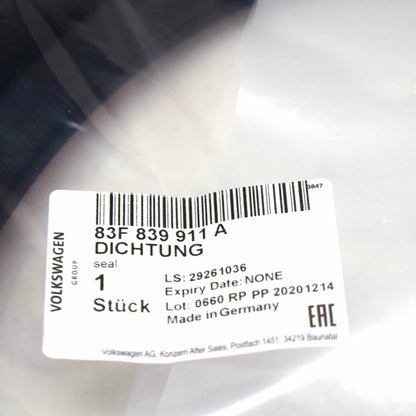 3847
83F 839 911 A
DICHTUNG
seal
1
Stück
LS: 29261036
Expiry Date: NONE
Lot: 0660 RP PP 20201214
Made in Germany
VOLKSWAGEN
GROUP
EAC
Volkswagen AG, Konzern After Sales, Postfach 1451, 34219 Baunatal